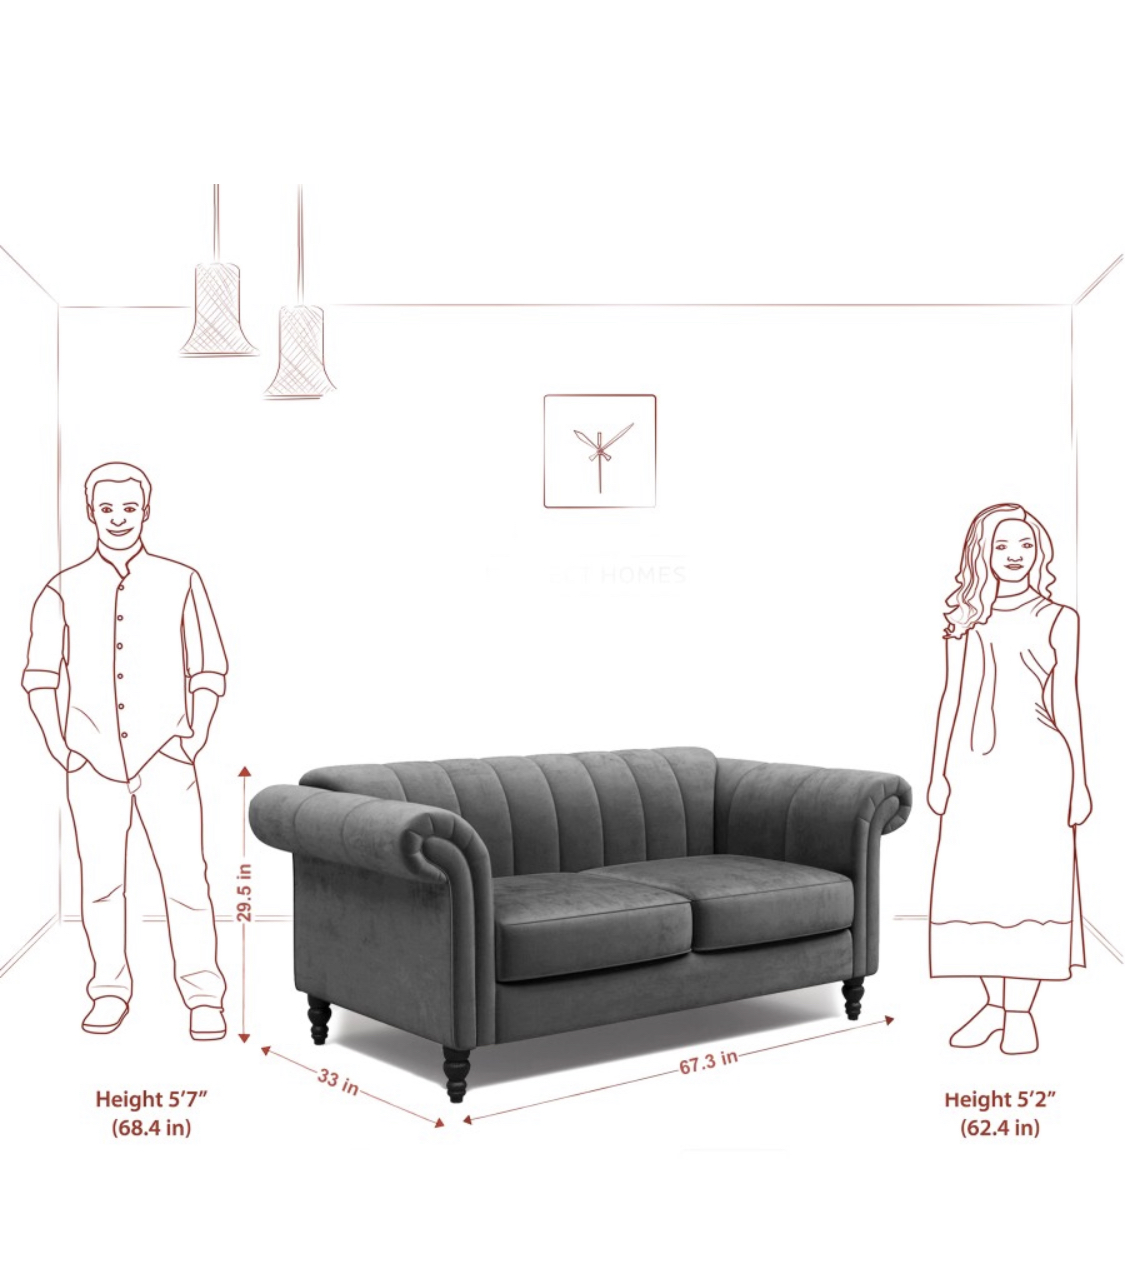 HOMES
29.5 in
33 in
67.3 in
Height 5’7”
(68.4 in)
Height 5’2”
(62.4 in)